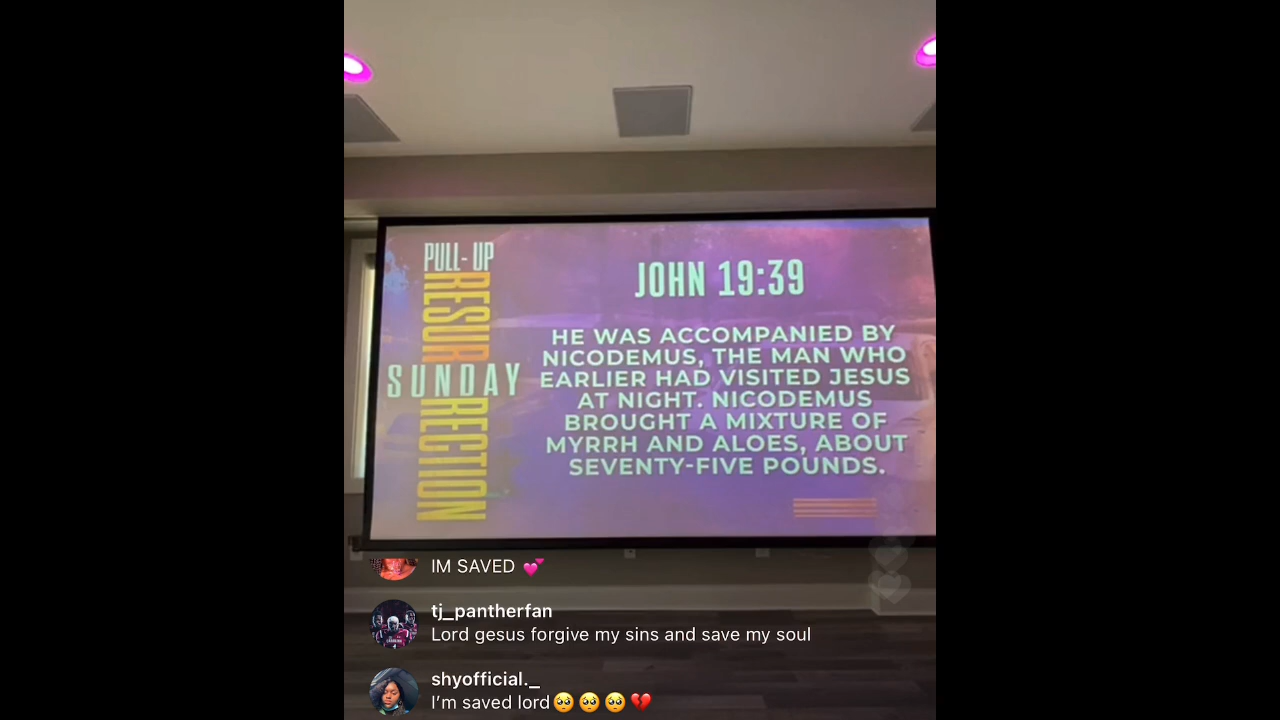 PULL- UP
RESUR
SUNDAY
RECTION
JOHN 19:39
HE WAS ACCOMPANIED BY
NICODEMUS, THE MAN WHO
EARLIER HAD VISITED JESUS
AT NIGHT. NICODEMUS
BROUGHT A MIXTURE OF
MYRRH AND ALOES, ABOUT
SEVENTY-FIVE POUNDS.
IM SAVED 💕
tj_pantherfan
Lord gesus forgive my sins and save my soul
shyofficial._
I’m saved lord🥺🥺🥺💔